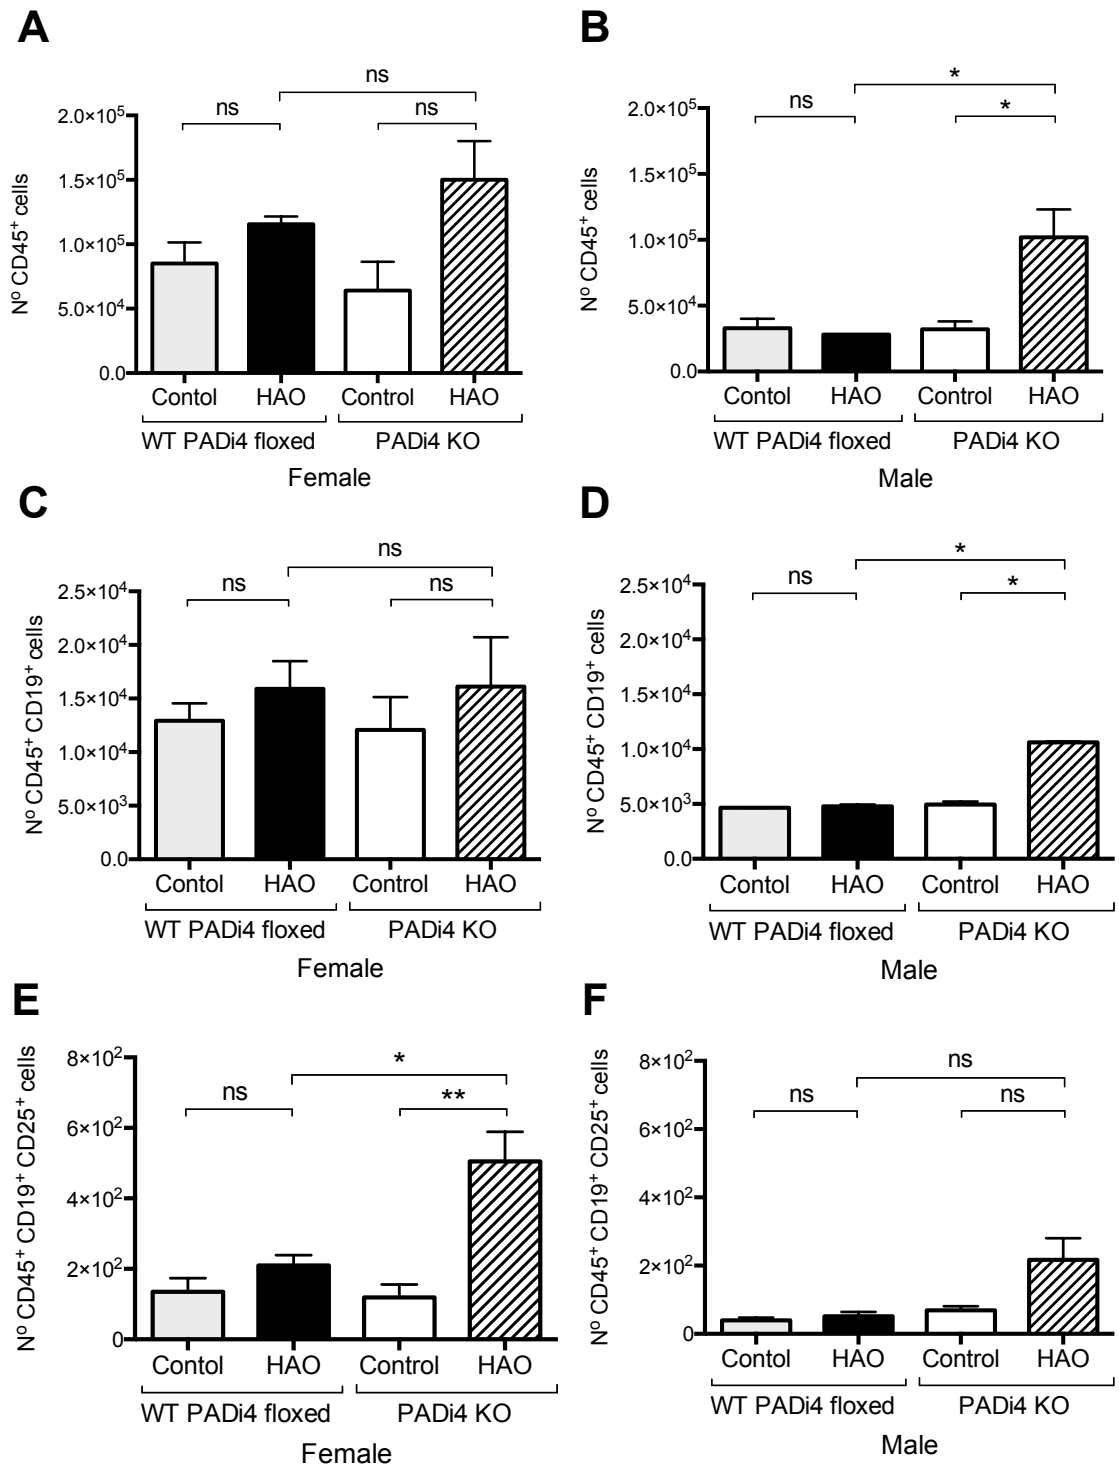 A
ns
ns
ns
Nº CD45⁺ cells
2.0×10⁵
1.5×10⁵
1.0×10⁵
5.0×10⁴
0.0
Contol HAO Control HAO
WT PADi4 floxed PADi4 KO
Female
B
*
ns
*
Nº CD45⁺ cells
2.0×10⁵
1.5×10⁵
1.0×10⁵
5.0×10⁴
0.0
Contol HAO Control HAO
WT PADi4 floxed PADi4 KO
Male
C
ns
ns
ns
Nº CD45⁺ CD19⁺ cells
2.5×10⁴
2.0×10⁴
1.5×10⁴
1.0×10⁴
5.0×10³
0.0
Contol HAO Control HAO
WT PADi4 floxed PADi4 KO
Female
D
*
ns
*
Nº CD45⁺ CD19⁺ cells
2.5×10⁴
2.0×10⁴
1.5×10⁴
1.0×10⁴
5.0×10³
0.0
Contol HAO Control HAO
WT PADi4 floxed PADi4 KO
Male
E
*
ns
**
Nº CD45⁺ CD19⁺ CD25⁺ cells
8×10²
6×10²
4×10²
2×10²
0
Contol HAO Control HAO
WT PADi4 floxed PADi4 KO
Female
F
ns
ns
ns
Nº CD45⁺ CD19⁺ CD25⁺ cells
8×10²
6×10²
4×10²
2×10²
0
Contol HAO Control HAO
WT PADi4 floxed PADi4 KO
Male